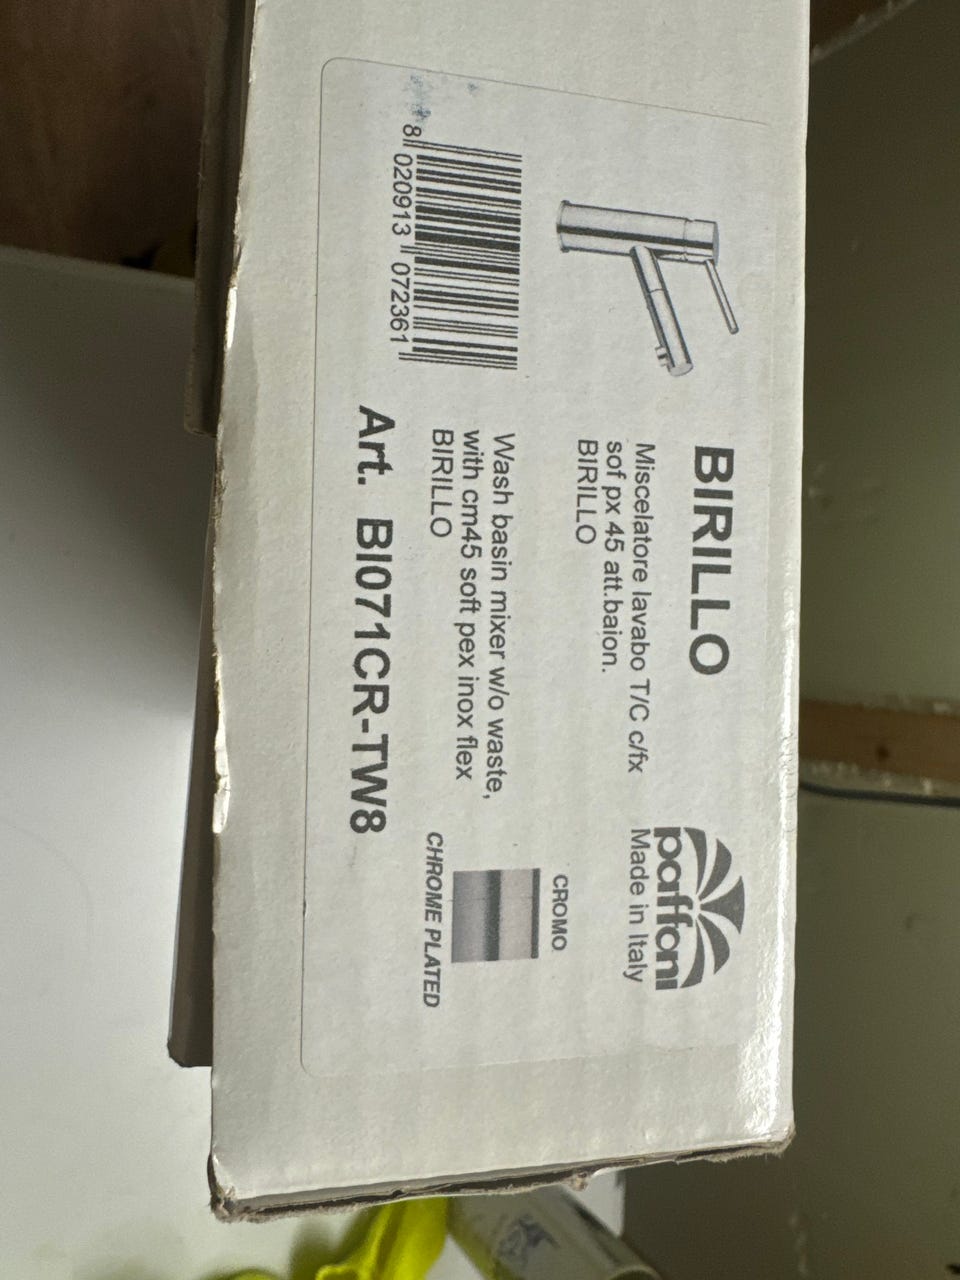 BIRILLO
Miscelatore lavabo T/C c/fx
sof px 45 att.baion.
BIRILLO
paffoni
Made in Italy
CROMO
CHROME PLATED
Wash basin mixer w/o waste,
with cm45 soft pex inox flex
BIRILLO
8 020913 072361
Art. BI071CR-TW8